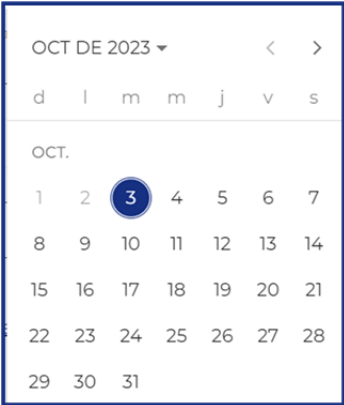 OCT DE 2023
d l m m j v s
OCT.
1 2 3 4 5 6 7
8 9 10 11 12 13 14
15 16 17 18 19 20 21
22 23 24 25 26 27 28
29 30 31